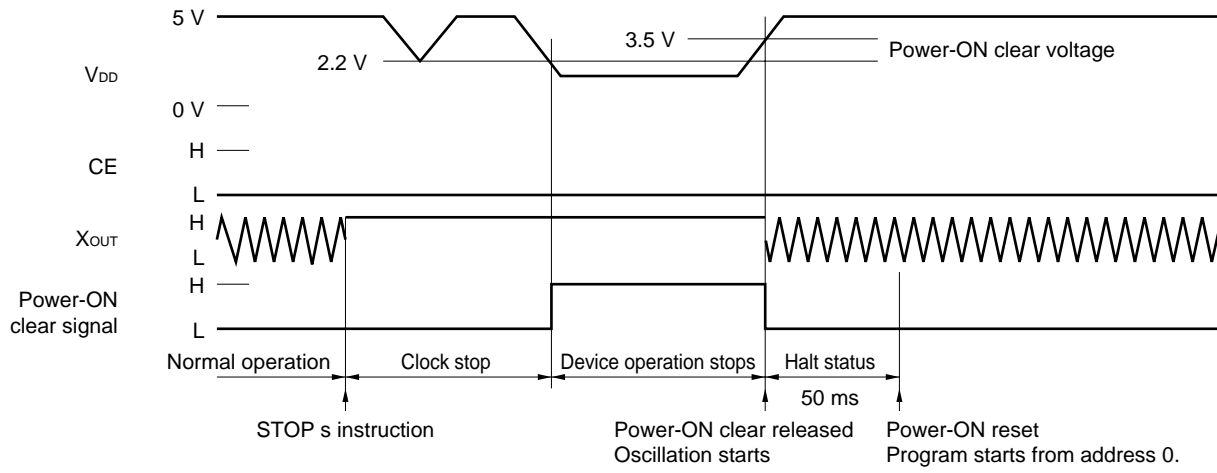 5 V
3.5 V
Power-ON clear voltage
2.2 V
VDD
0 V
H
CE
L
H
XOUT
L
H
Power-ON
clear signal
L
Normal operation
Clock stop
Device operation stops
Halt status
50 ms
STOP s instruction
Power-ON clear released
Oscillation starts
Power-ON reset
Program starts from address 0.